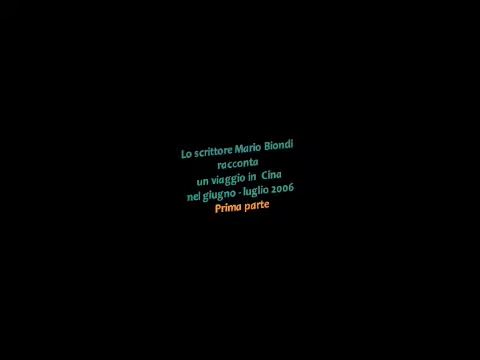 Lo scrittore Mario Biondi
racconta
un viaggio in Cina
nel giugno - luglio 2006
Prima parte